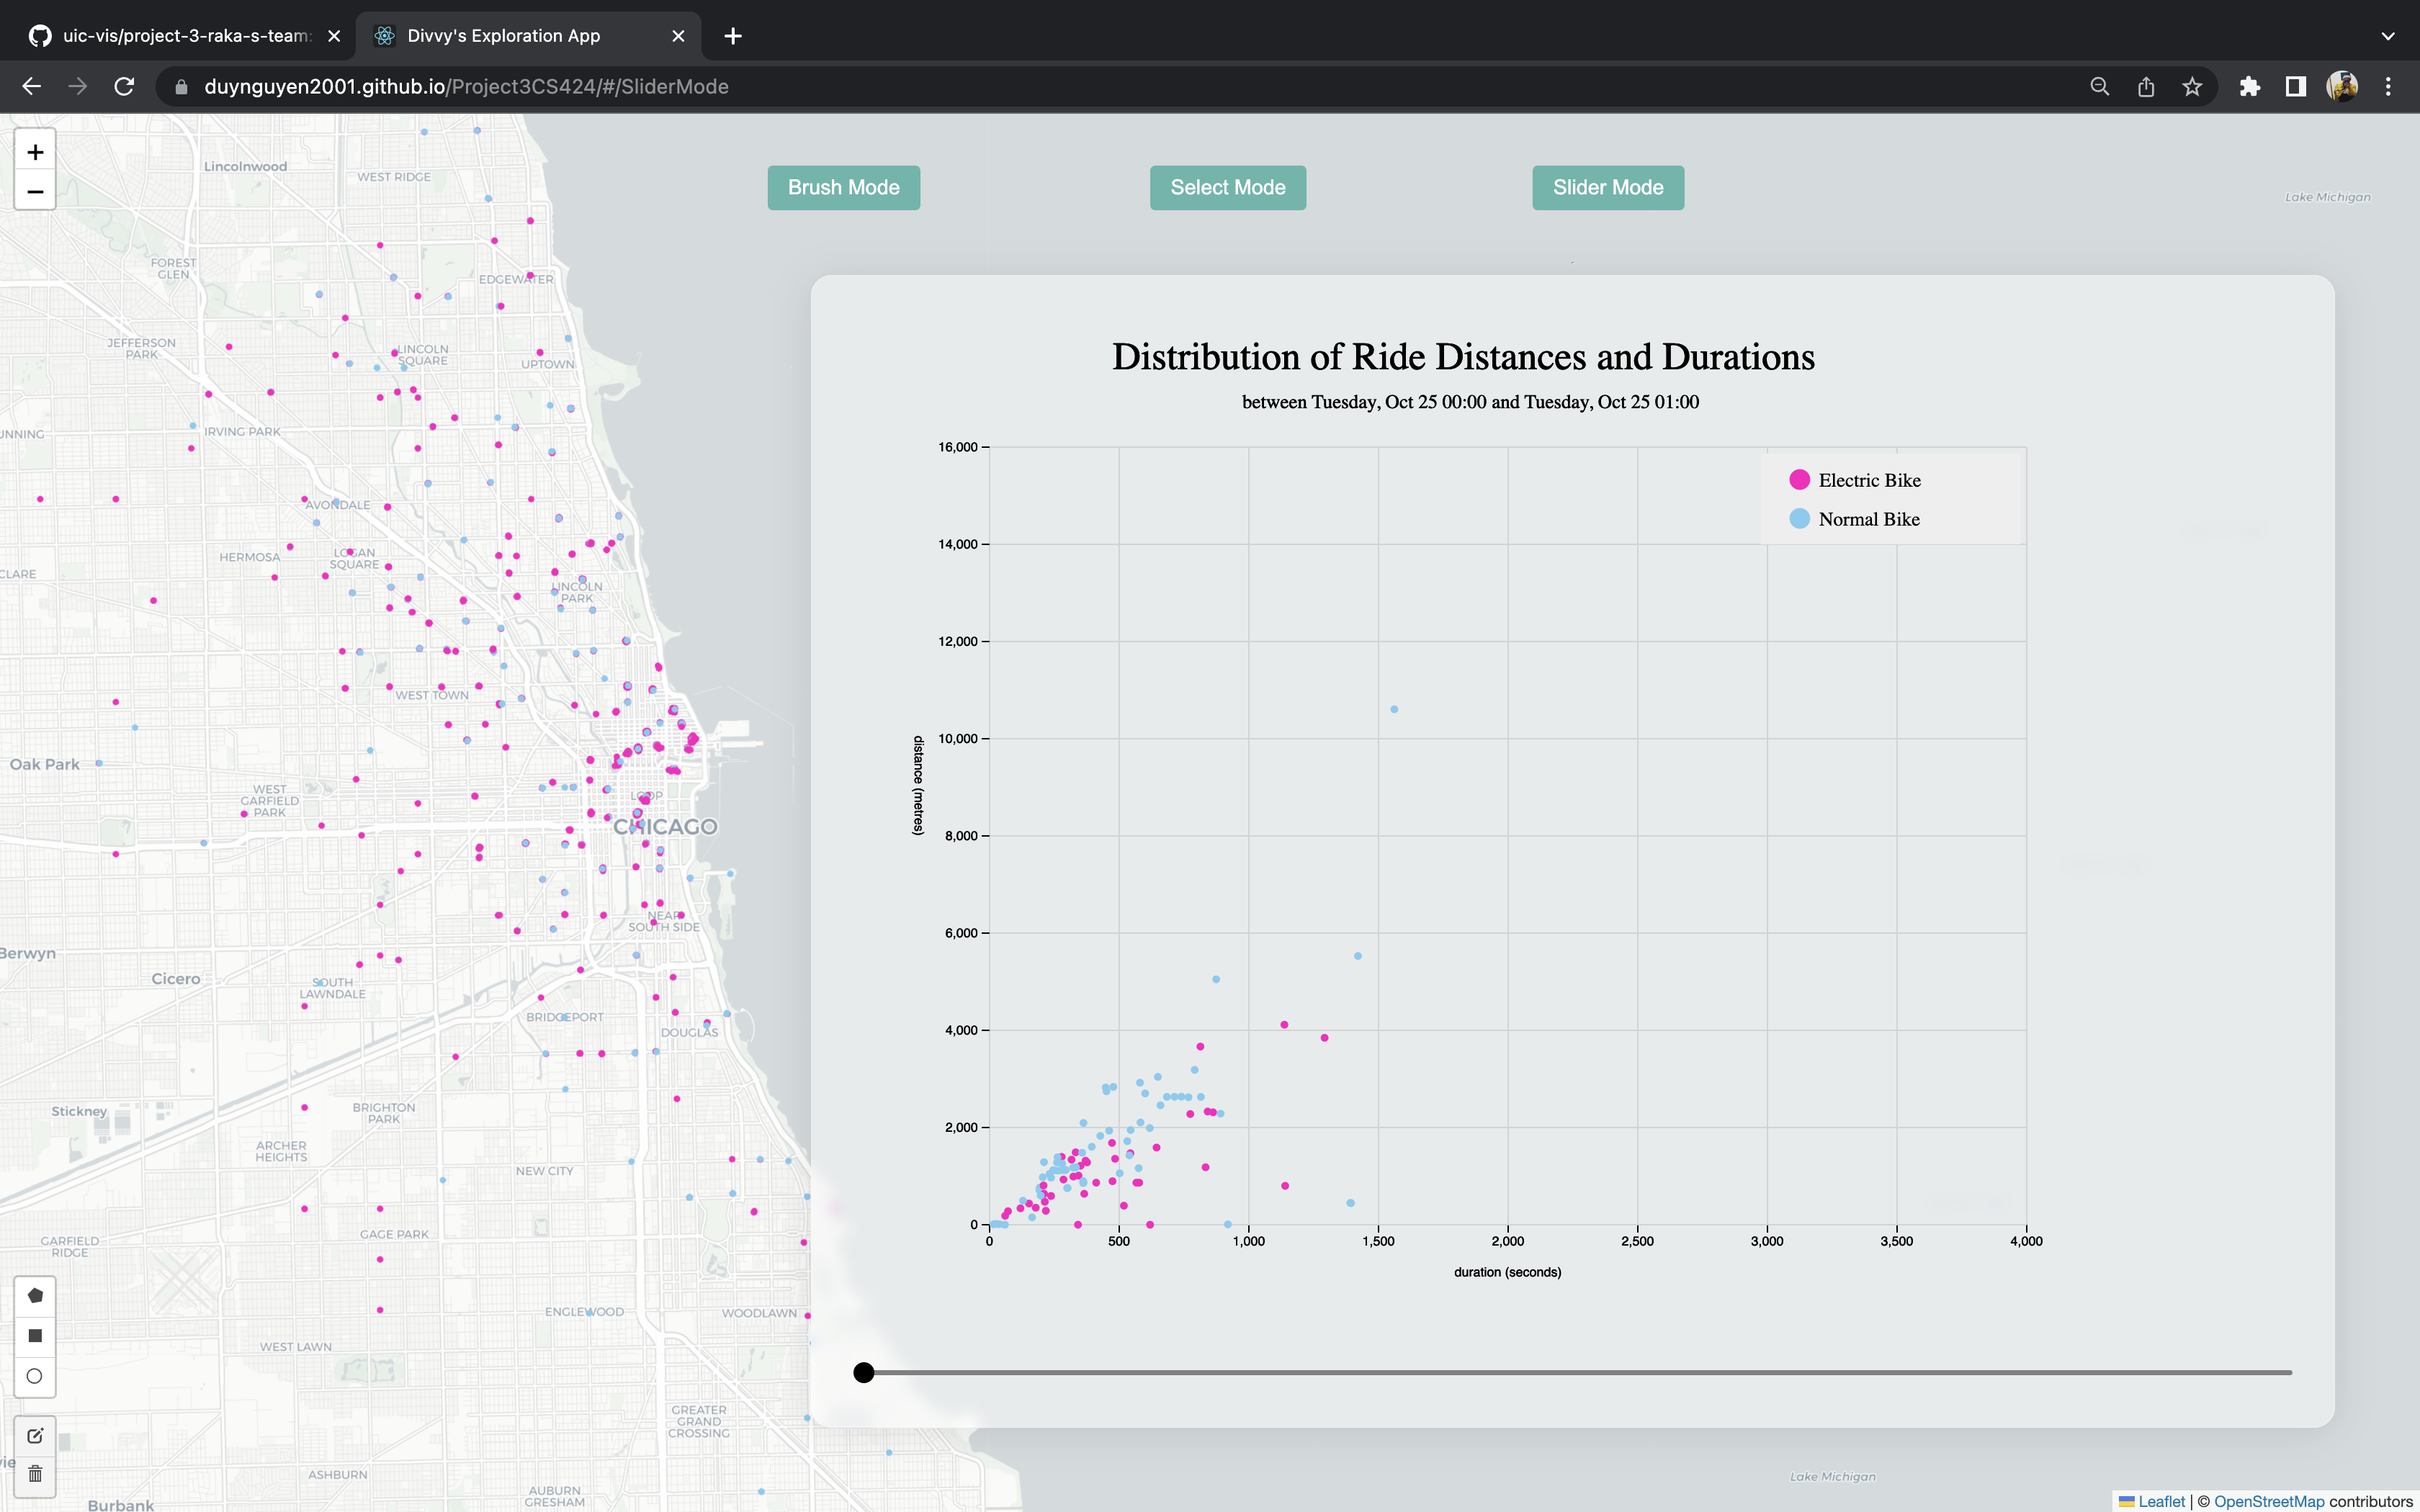 uic-vis/project-3-raka-s-team:
Divvy's Exploration App
duynguyen2001.github.io/Project3CS424/#/SliderMode
Brush Mode
Select Mode
Slider Mode
Lake Michigan
Distribution of Ride Distances and Durations
between Tuesday, Oct 25 00:00 and Tuesday, Oct 25 01:00
Electric Bike
Normal Bike
16,000
14,000
12,000
10,000
8,000
6,000
4,000
2,000
0
distance (metres)
0
500
1,000
1,500
2,000
2,500
3,000
3,500
4,000
duration (seconds)
Lincolnwood
WEST RIDGE
FOREST
GLEN
EDGEWATER
JEFFERSON
PARK
LINCOLN
SQUARE
UPTOWN
UNNING
IRVING PARK
AVONDALE
HERMOSA
LOGAN
SQUARE
CLARE
LINCOLN
PARK
WEST TOWN
Oak Park
WEST
GARFIELD
PARK
LOOP
CHICAGO
NEAR
SOUTH SIDE
Berwyn
Cicero
SOUTH
LAWNDALE
BRIDGEPORT
DOUGLAS
Stickney
BRIGHTON
PARK
ARCHER
HEIGHTS
NEW CITY
GAGE PARK
GARFIELD
RIDGE
ENGLEWOOD
WOODLAWN
WEST LAWN
GREATER
GRAND
CROSSING
ASHBURN
AUBURN
GRESHAM
Burbank
Lake Michigan
Leaflet | © OpenStreetMap contributors